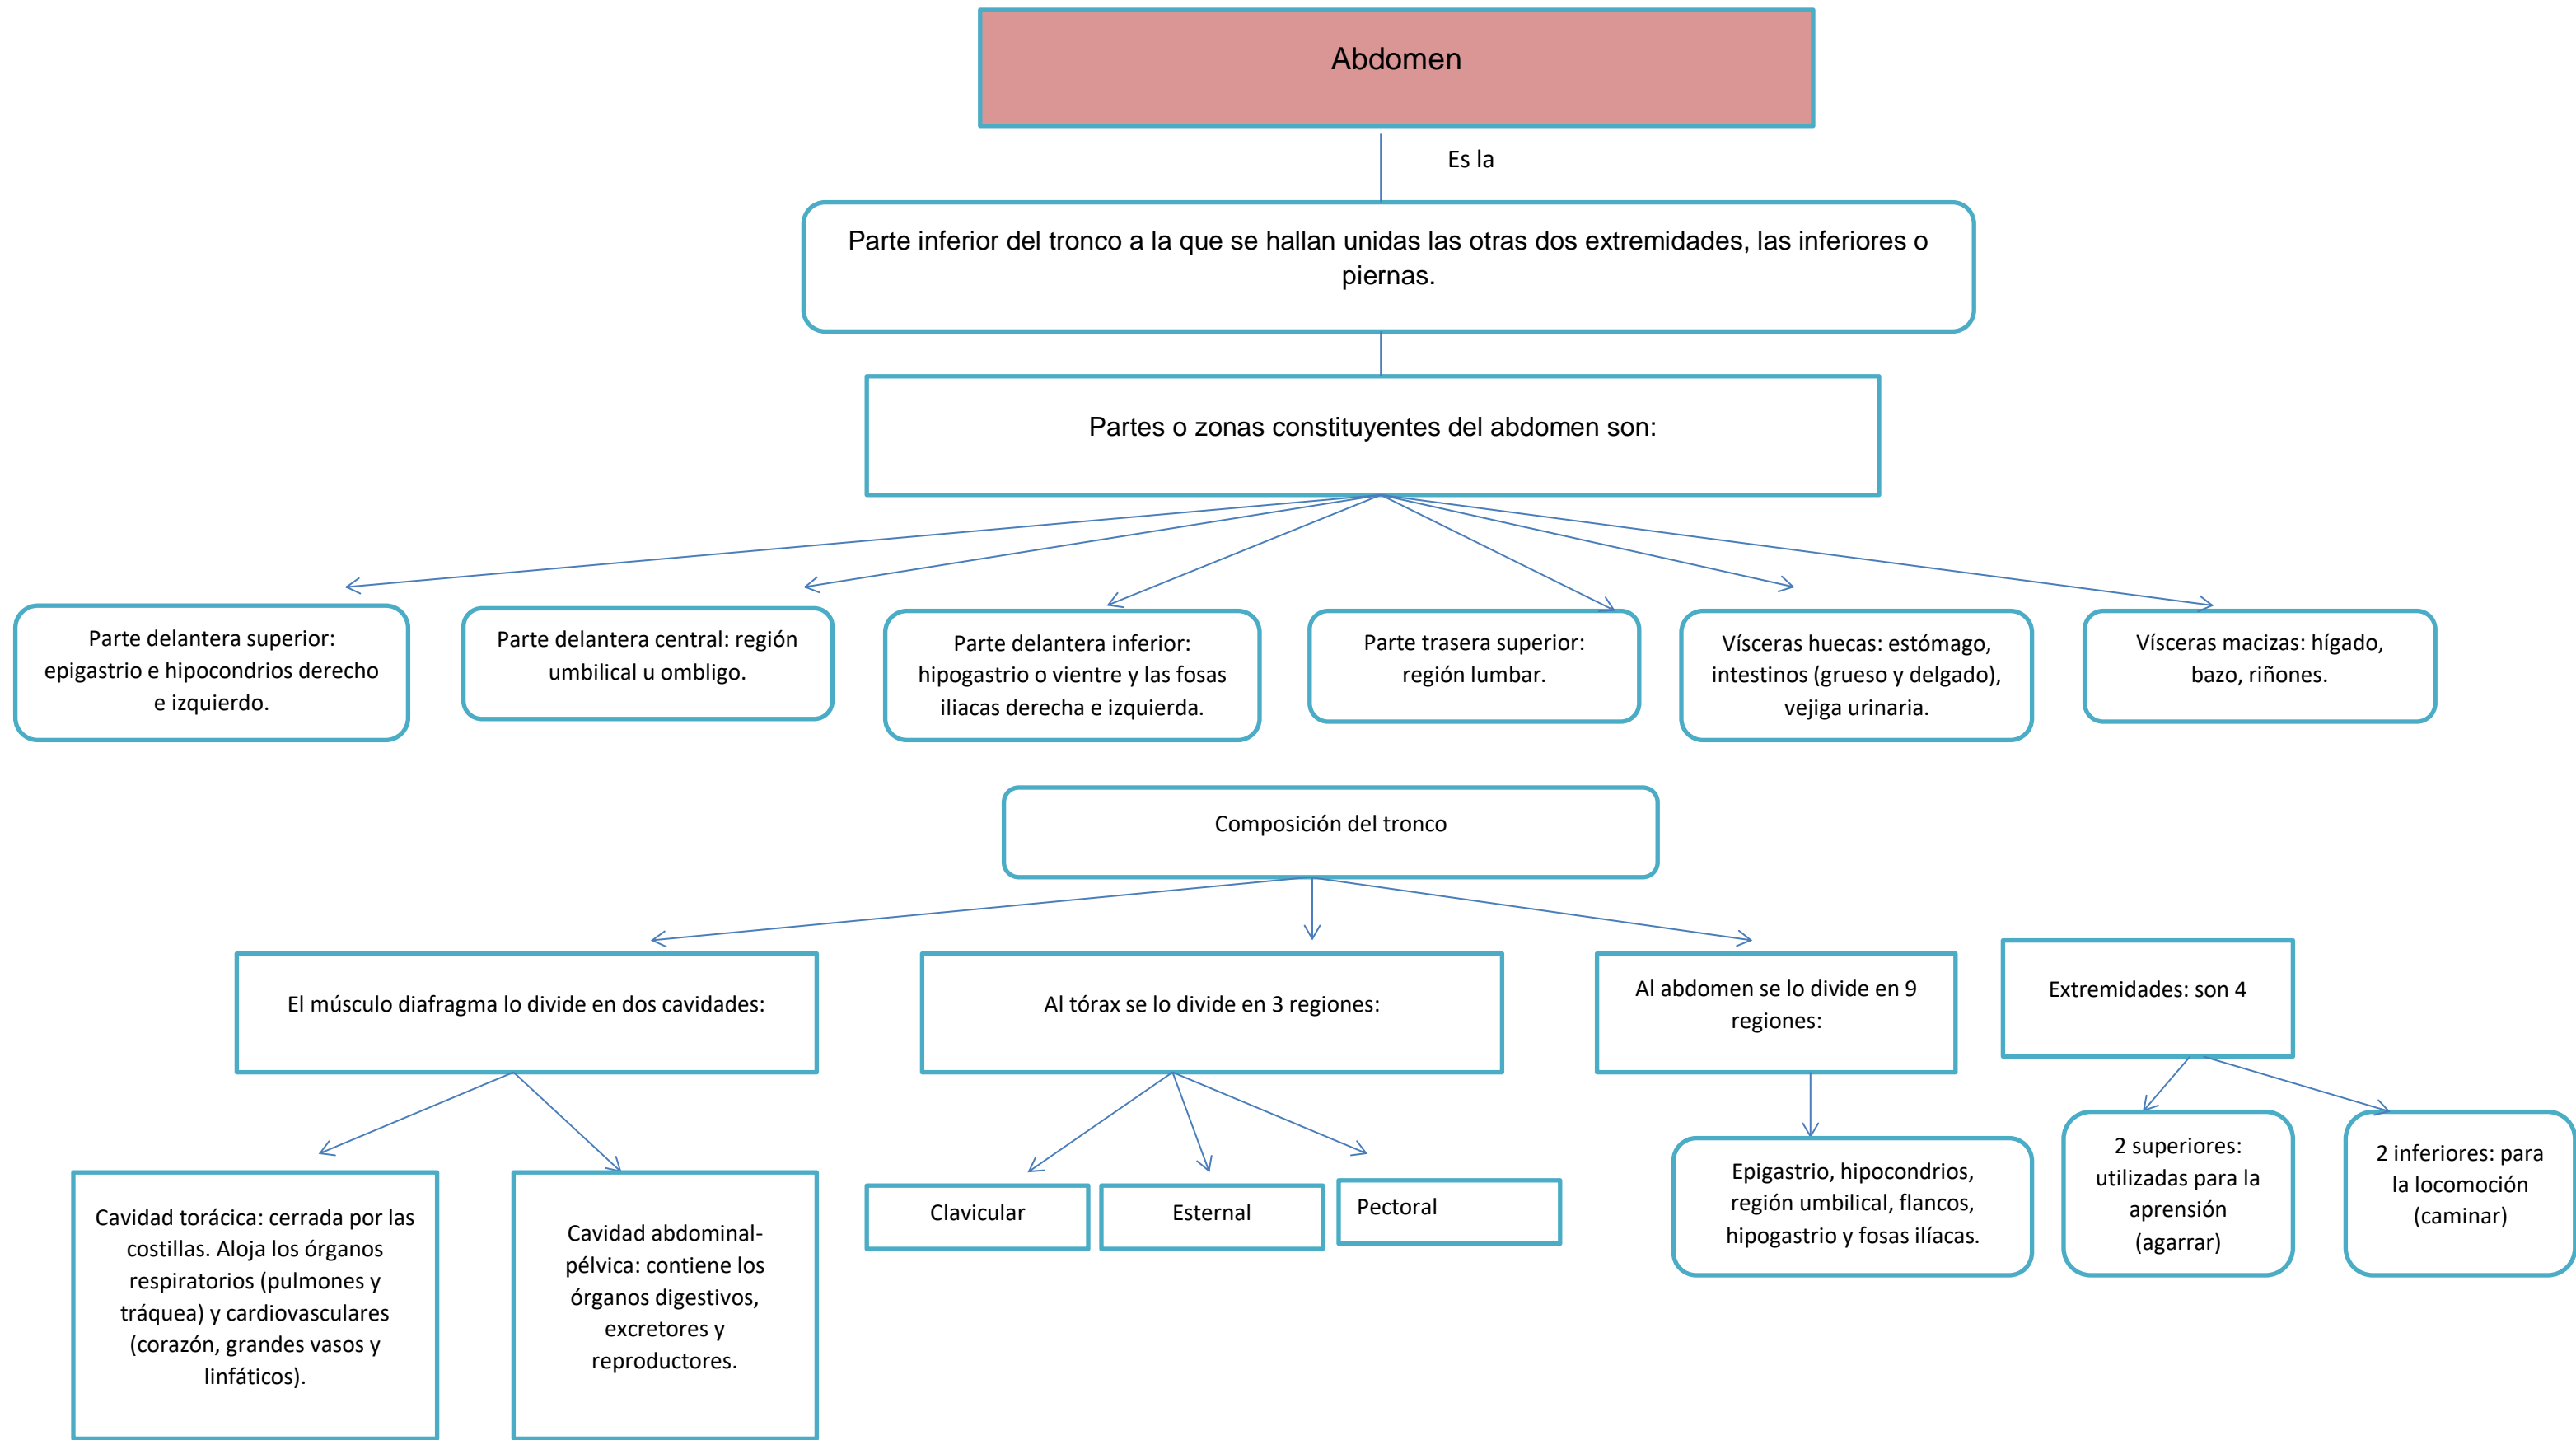 Abdomen
Es la
Parte inferior del tronco a la que se hallan unidas las otras dos extremidades, las inferiores o
piernas.
Partes o zonas constituyentes del abdomen son:
Parte delantera superior:
epigastrio e hipocondrios derecho
e izquierdo.
Parte delantera central: región
umbilical u ombligo.
Parte delantera inferior:
hipogastrio o vientre y las fosas
iliacas derecha e izquierda.
Parte trasera superior:
región lumbar.
Vísceras huecas: estómago,
intestinos (grueso y delgado),
vejiga urinaria.
Vísceras macizas: hígado,
bazo, riñones.
Composición del tronco
El músculo diafragma lo divide en dos cavidades:
Al tórax se lo divide en 3 regiones:
Al abdomen se lo divide en 9
regiones:
Extremidades: son 4
Cavidad torácica: cerrada por las
costillas. Aloja los órganos
respiratorios (pulmones y
tráquea) y cardiovasculares
(corazón, grandes vasos y
linfáticos).
Cavidad abdominal-
pélvica: contiene los
órganos digestivos,
excretores y
reproductores.
Clavicular
Esternal
Pectoral
Epigastrio, hipocondrios,
región umbilical, flancos,
hipogastrio y fosas ilíacas.
2 superiores:
utilizadas para la
aprensión
(agarrar)
2 inferiores: para
la locomoción
(caminar)